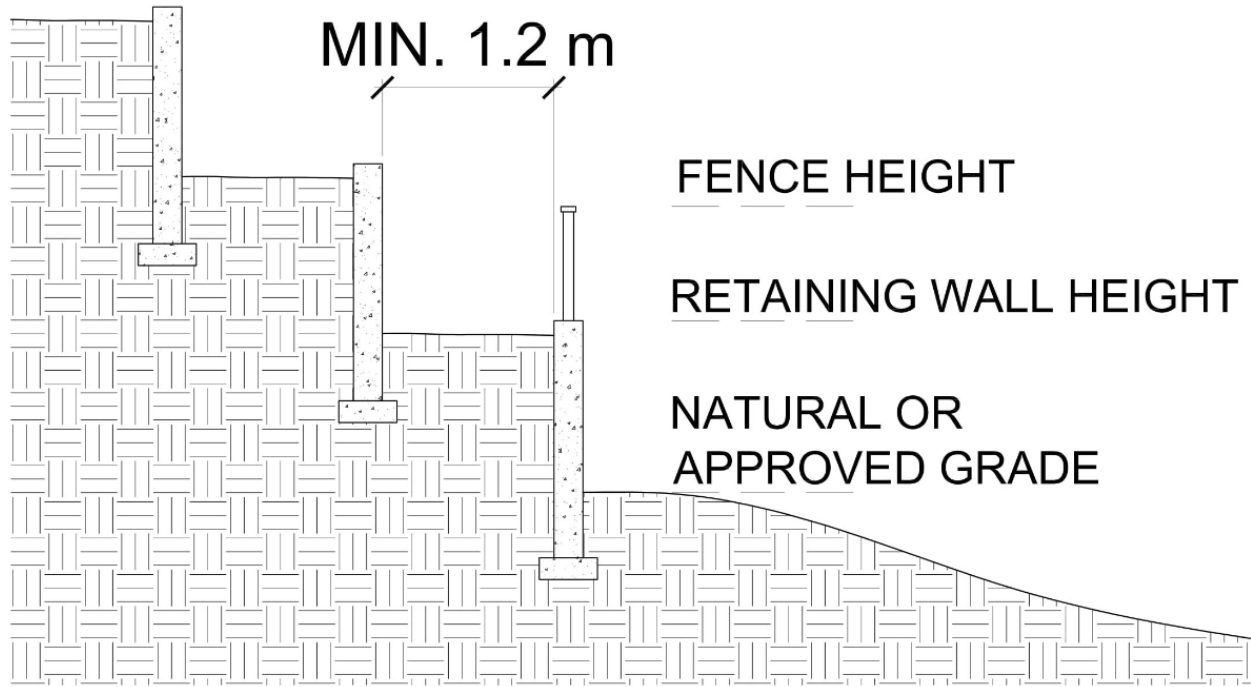 MIN. 1.2 m
FENCE HEIGHT
RETAINING WALL HEIGHT
NATURAL OR
APPROVED GRADE